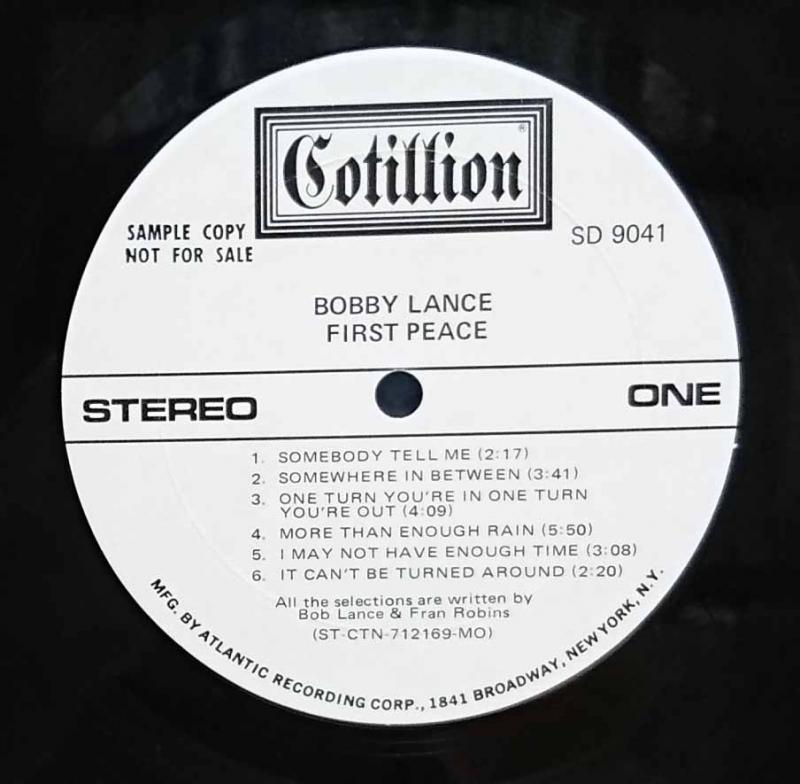 Cotillion®
SAMPLE COPY
NOT FOR SALE
SD 9041
BOBBY LANCE
FIRST PEACE
STEREO
ONE
1. SOMEBODY TELL ME (2:17)
2. SOMEWHERE IN BETWEEN (3:41)
3. ONE TURN YOU'RE IN ONE TURN
YOU'RE OUT (4:09)
4. MORE THAN ENOUGH RAIN (5:50)
5. I MAY NOT HAVE ENOUGH TIME (3:08)
6. IT CAN'T BE TURNED AROUND (2:20)
All the selections are written by
Bob Lance & Fran Robins
(ST-CTN-712169-MO)
MFG. BY ATLANTIC RECORDING CORP., 1841 BROADWAY, NEW YORK, N.Y.